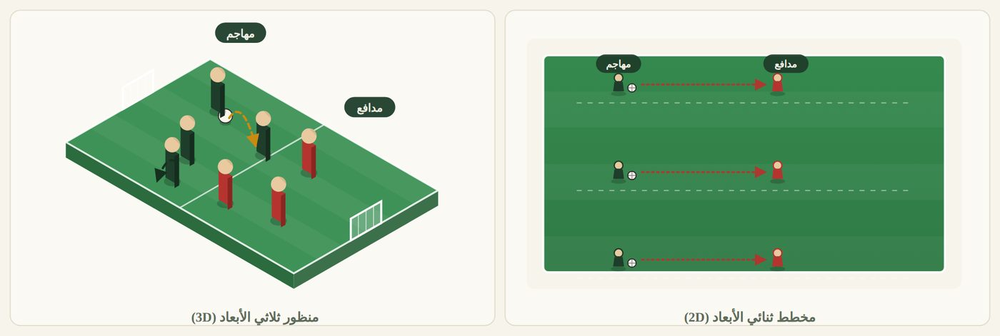 مهاجم
مدافع
منظور ثلاثي الأبعاد (3D)
مدافع
مهاجم
مخطط ثنائي الأبعاد (2D)